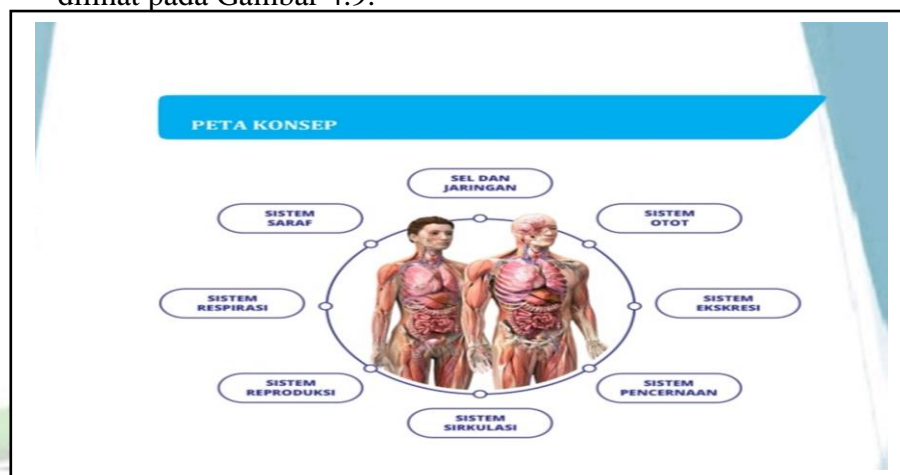 dilihat pada Gambar 4.9.
PETA KONSEP
SEL DAN
JARINGAN
SISTEM
SARAF
SISTEM
OTOT
SISTEM
RESPIRASI
SISTEM
EKSKRESI
SISTEM
REPRODUKSI
SISTEM
PENCERNAAN
SISTEM
SIRKULASI